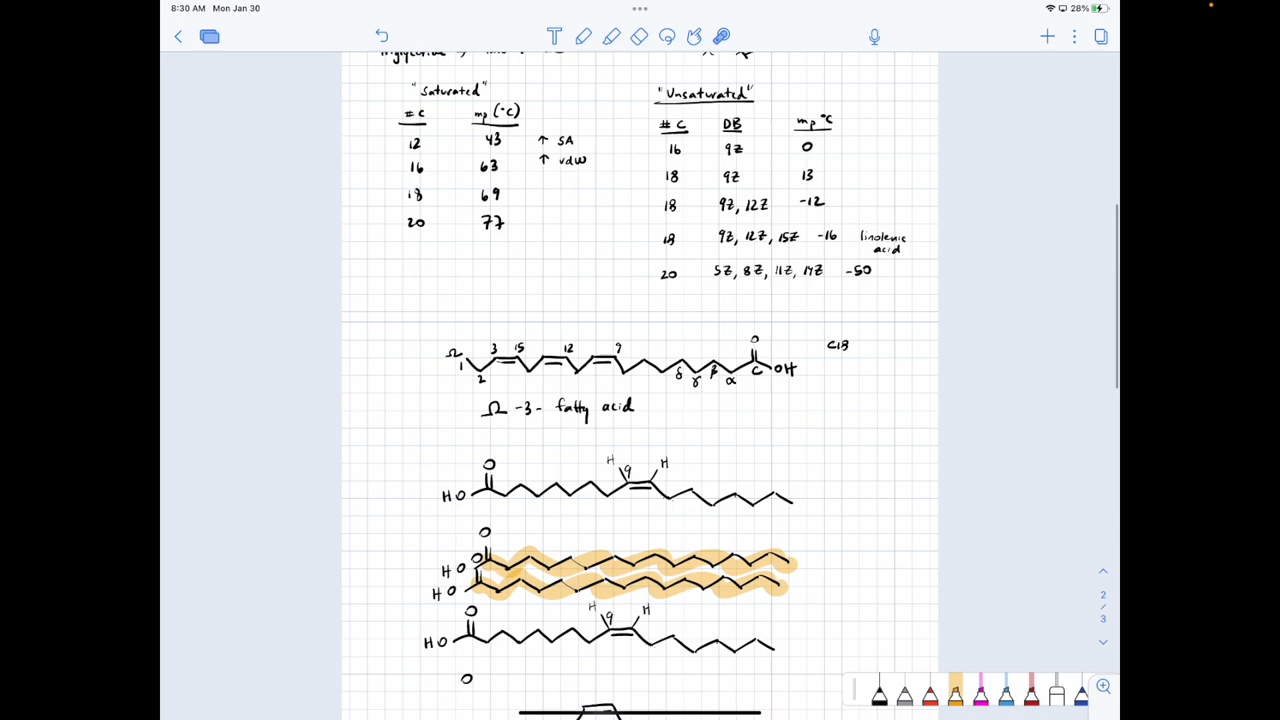 8:30 AM Mon Jan 30
28%
"Saturated"
# C mp (°C)
12 43 ↑ SA
16 63 ↑ vdW
18 69
20 77
"Unsaturated"
# C DB mp °C
16 9Z 0
18 9Z 13
18 9Z, 12Z -12
18 9Z, 12Z, 15Z -16 linolenic acid
20 5Z, 8Z, 11Z, 14Z -50
O
Ω 3 15 12 9 C18
1 2 δ γ β α C OH
Ω -3- fatty acid
O H 9 H
HO
O
O
HO
HO
O H 9 H
HO
O
2
/
3